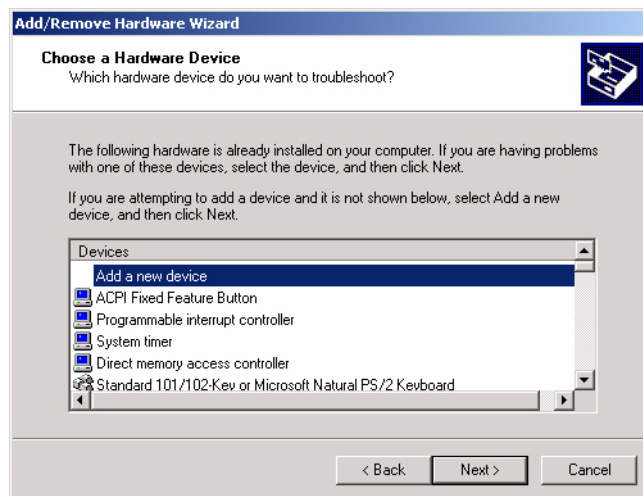 Add/Remove Hardware Wizard
Choose a Hardware Device
Which hardware device do you want to troubleshoot?
The following hardware is already installed on your computer. If you are having problems
with one of these devices, select the device, and then click Next.
If you are attempting to add a device and it is not shown below, select Add a new
device, and then click Next.
Devices
Add a new device
ACPI Fixed Feature Button
Programmable interrupt controller
System timer
Direct memory access controller
Standard 101/102-Key or Microsoft Natural PS/2 Keyboard
< Back Next > Cancel